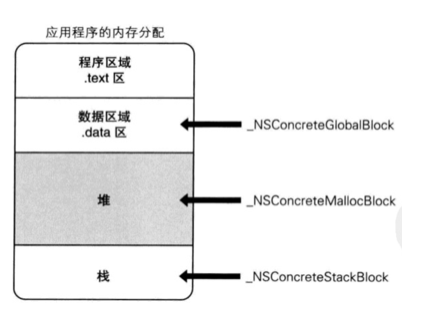 应用程序的内存分配
程序区域
.text 区
数据区域
.data 区
_NSConcreteGlobalBlock
堆
_NSConcreteMallocBlock
栈
_NSConcreteStackBlock